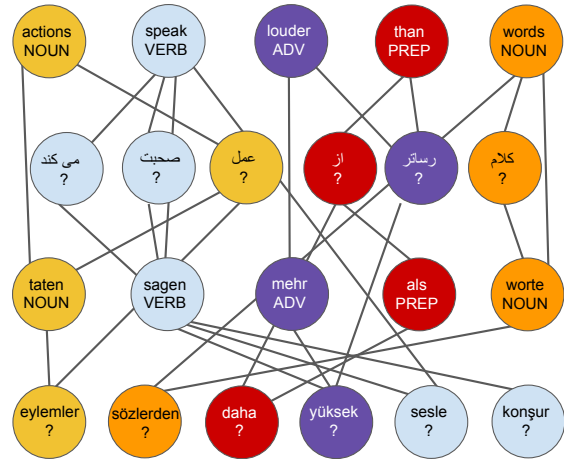 actions
NOUN
speak
VERB
louder
ADV
than
PREP
words
NOUN
می کند
?
صحبت
?
عمل
?
از
?
رساتر
?
کلام
?
taten
NOUN
sagen
VERB
mehr
ADV
als
PREP
worte
NOUN
eylemler
?
sözlerden
?
daha
?
yüksek
?
sesle
?
konşur
?